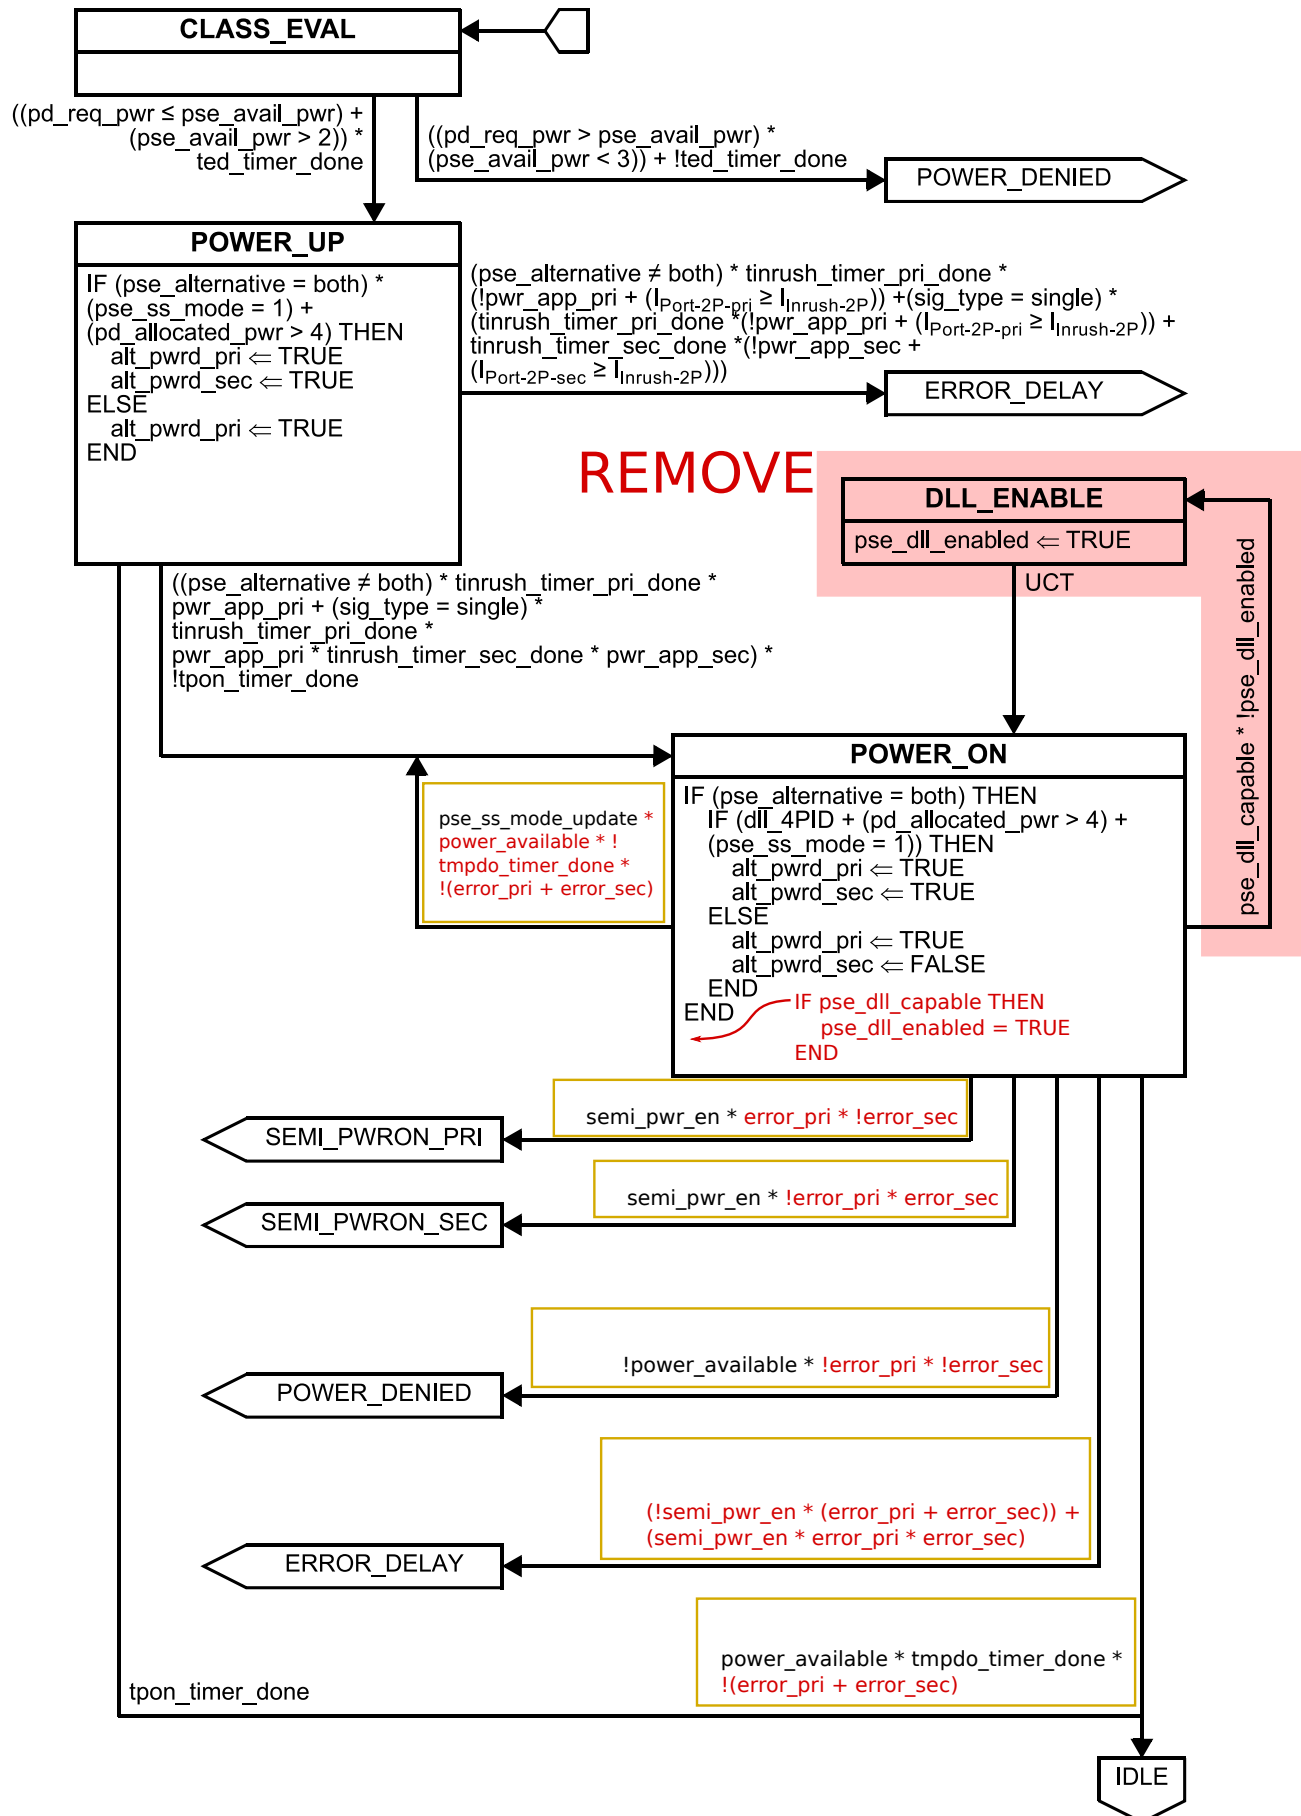 CLASS_EVAL
((pd_req_pwr ≤ pse_avail_pwr) +
(pse_avail_pwr > 2)) *
ted_timer_done
((pd_req_pwr > pse_avail_pwr) *
(pse_avail_pwr < 3)) + !ted_timer_done
POWER_DENIED
POWER_UP
IF (pse_alternative = both) *
(pse_ss_mode = 1) +
(pd_allocated_pwr > 4) THEN
alt_pwrd_pri ⇐ TRUE
alt_pwrd_sec ⇐ TRUE
ELSE
alt_pwrd_pri ⇐ TRUE
END
(pse_alternative ≠ both) * tinrush_timer_pri_done *
(!pwr_app_pri + (I_Port-2P-pri ≥ I_Inrush-2P)) +(sig_type = single) *
(tinrush_timer_pri_done *(!pwr_app_pri + (I_Port-2P-pri ≥ I_Inrush-2P)) +
tinrush_timer_sec_done *(!pwr_app_sec +
(I_Port-2P-sec ≥ I_Inrush-2P)))
ERROR_DELAY
REMOVE
DLL_ENABLE
pse_dll_enabled ⇐ TRUE
UCT
pse_dll_capable * !pse_dll_enabled
((pse_alternative ≠ both) * tinrush_timer_pri_done *
pwr_app_pri + (sig_type = single) *
tinrush_timer_pri_done *
pwr_app_pri * tinrush_timer_sec_done * pwr_app_sec) *
!tpon_timer_done
POWER_ON
IF (pse_alternative = both) THEN
IF (dll_4PID + (pd_allocated_pwr > 4) +
(pse_ss_mode = 1)) THEN
alt_pwrd_pri ⇐ TRUE
alt_pwrd_sec ⇐ TRUE
ELSE
alt_pwrd_pri ⇐ TRUE
alt_pwrd_sec ⇐ FALSE
END
END
IF pse_dll_capable THEN
pse_dll_enabled = TRUE
END
pse_ss_mode_update *
power_available * !
tmpdo_timer_done *
!(error_pri + error_sec)
semi_pwr_en * error_pri * !error_sec
SEMI_PWRON_PRI
semi_pwr_en * !error_pri * error_sec
SEMI_PWRON_SEC
!power_available * !error_pri * !error_sec
POWER_DENIED
(!semi_pwr_en * (error_pri + error_sec)) +
(semi_pwr_en * error_pri * error_sec)
ERROR_DELAY
power_available * tmpdo_timer_done *
!(error_pri + error_sec)
tpon_timer_done
IDLE